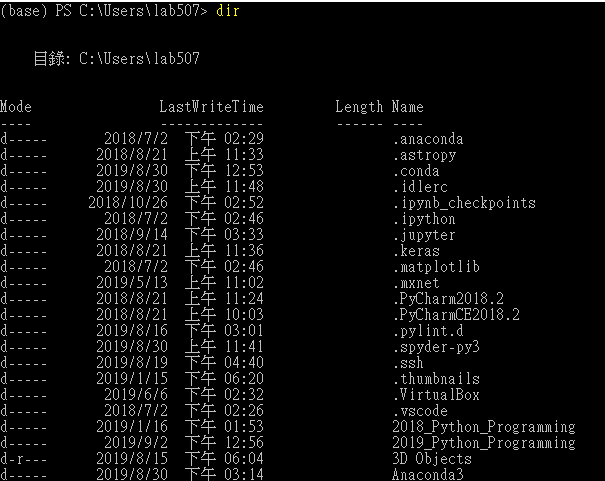 (base) PS C:\Users\lab507> dir
目錄: C:\Users\lab507
Mode LastWriteTime Length Name
---- ------------- ------ ----
d----- 2018/7/2 下午 02:29 .anaconda
d----- 2018/8/21 上午 11:33 .astropy
d----- 2019/8/30 下午 12:53 .conda
d----- 2019/8/30 上午 11:48 .idlerc
d----- 2018/10/26 下午 02:52 .ipynb_checkpoints
d----- 2018/7/2 下午 02:46 .ipython
d----- 2018/9/14 下午 03:33 .jupyter
d----- 2018/8/21 上午 11:36 .keras
d----- 2018/7/2 下午 02:46 .matplotlib
d----- 2019/5/13 上午 11:02 .mxnet
d----- 2018/8/21 上午 11:24 .PyCharm2018.2
d----- 2018/8/21 上午 10:03 .PyCharmCE2018.2
d----- 2019/8/16 下午 03:01 .pylint.d
d----- 2019/8/30 上午 11:41 .spyder-py3
d----- 2019/8/19 下午 04:40 .ssh
d----- 2019/1/15 下午 06:20 .thumbnails
d----- 2019/6/6 下午 02:32 .VirtualBox
d----- 2018/7/2 下午 02:26 .vscode
d----- 2019/1/16 下午 01:53 2018_Python_Programming
d----- 2019/9/2 下午 12:56 2019_Python_Programming
d-r--- 2019/8/15 下午 06:04 3D Objects
d----- 2019/8/30 下午 03:14 Anaconda3